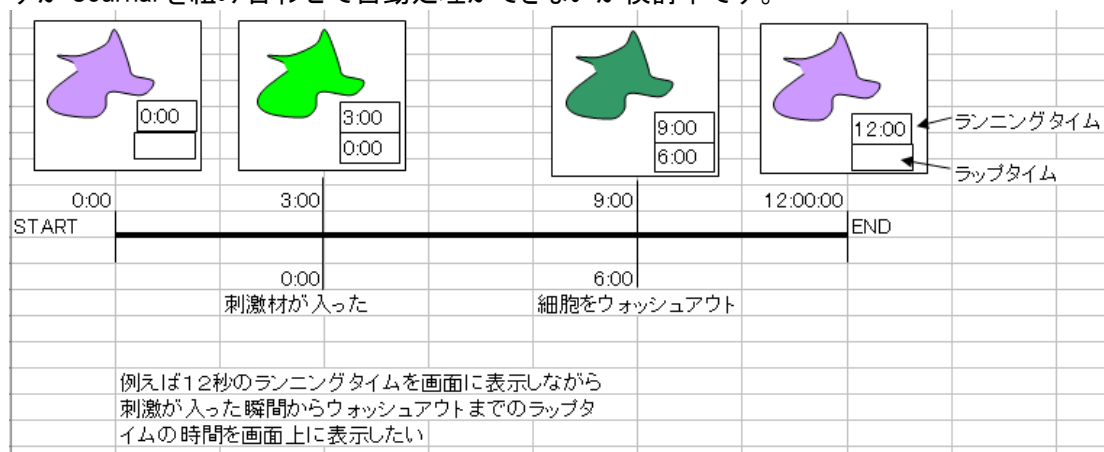 0:00
3:00
0:00
9:00
6:00
12:00
ランニングタイム
ラップタイム
0:00 3:00 9:00 12:00:00
START END
0:00 6:00
刺激材が入った 細胞をウォッシュアウト
例えば12秒のランニングタイムを画面に表示しながら
刺激が入った瞬間からウォッシュアウトまでのラップタ
イムの時間を画面上に表示したい